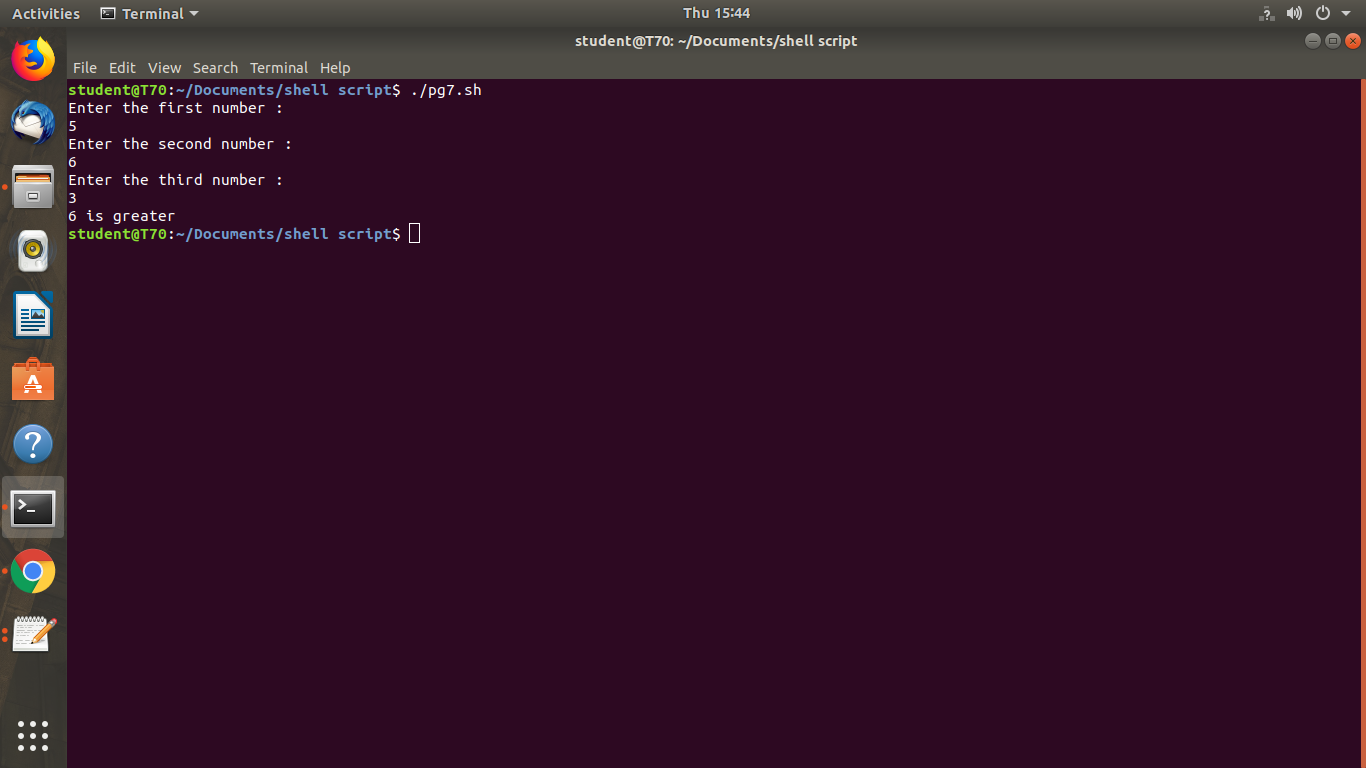 Activities Terminal Thu 15:44
student@T70: ~/Documents/shell script
File Edit View Search Terminal Help
student@T70:~/Documents/shell script$ ./pg7.sh
Enter the first number :
5
Enter the second number :
6
Enter the third number :
3
6 is greater
student@T70:~/Documents/shell script$